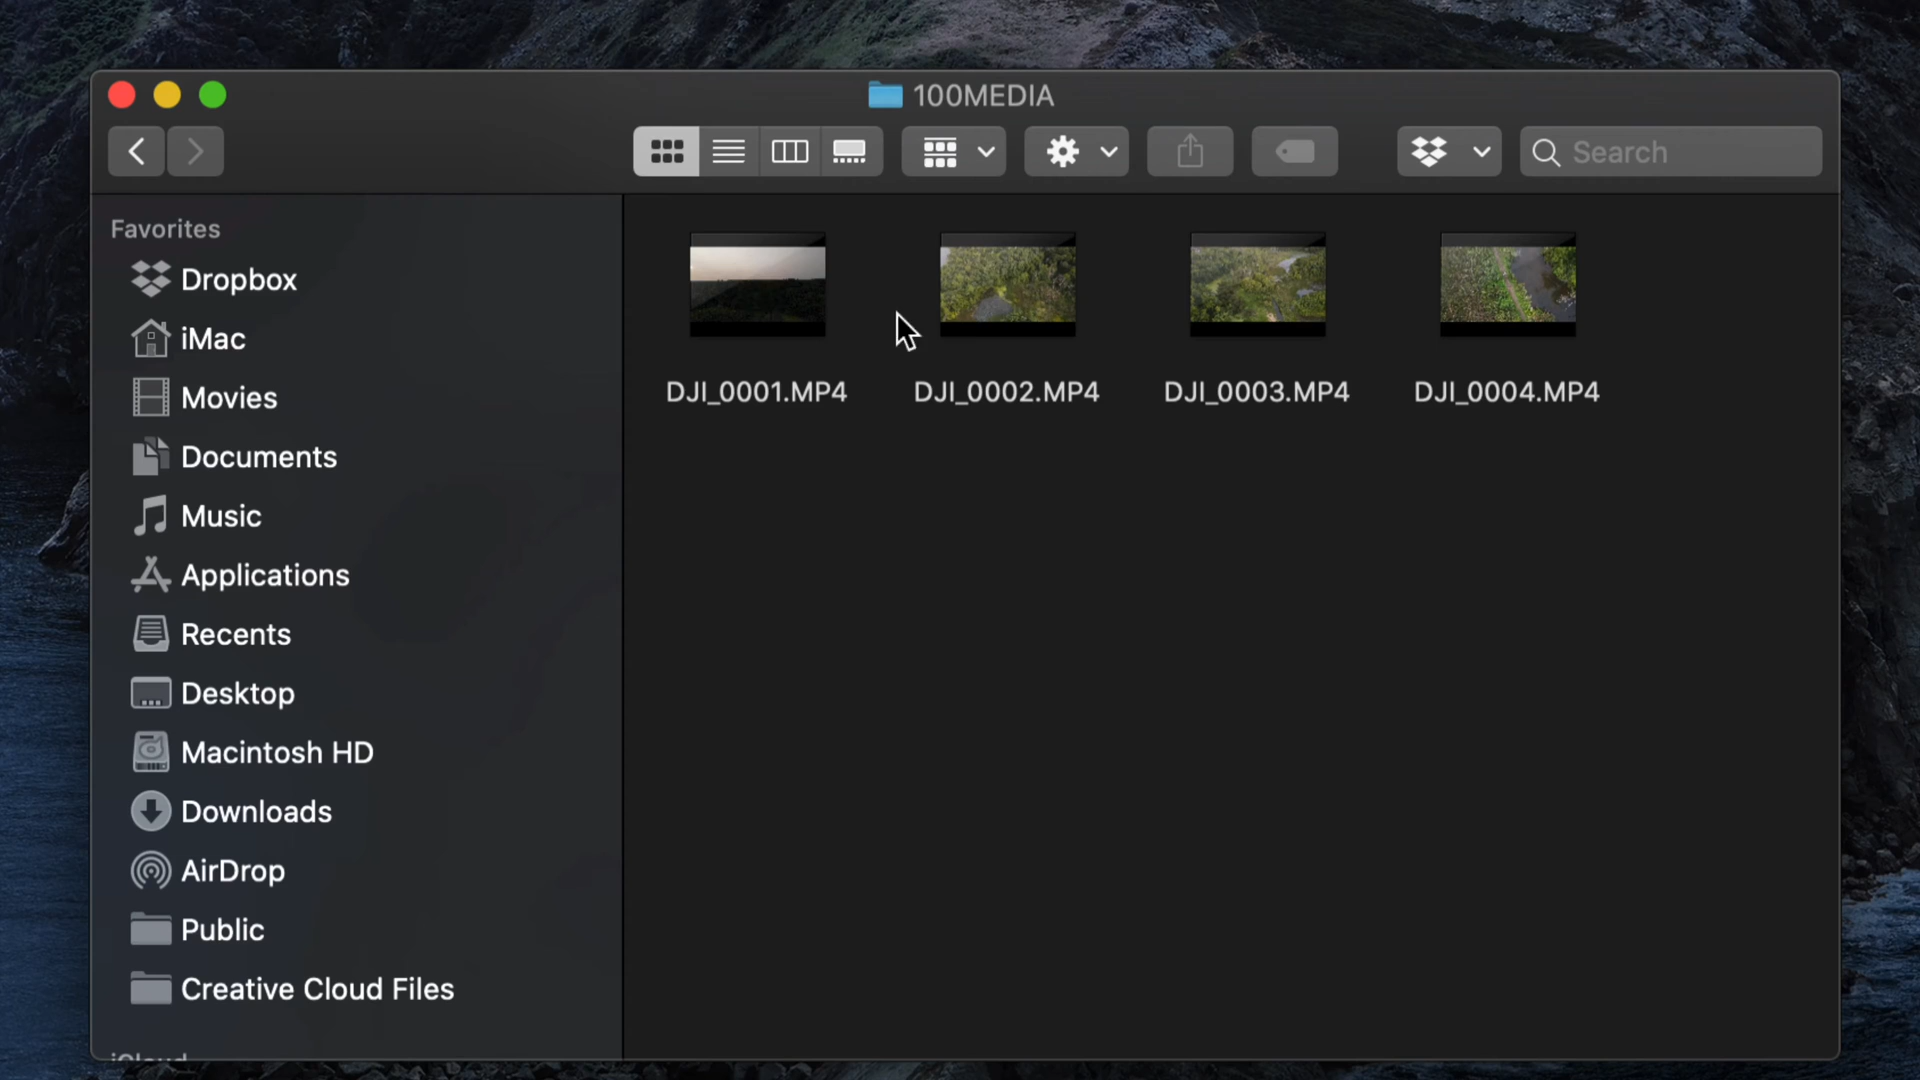 100MEDIA
Search
Favorites
Dropbox
iMac
Movies
Documents
Music
Applications
Recents
Desktop
Macintosh HD
Downloads
AirDrop
Public
Creative Cloud Files
iCloud
DJI_0001.MP4
DJI_0002.MP4
DJI_0003.MP4
DJI_0004.MP4